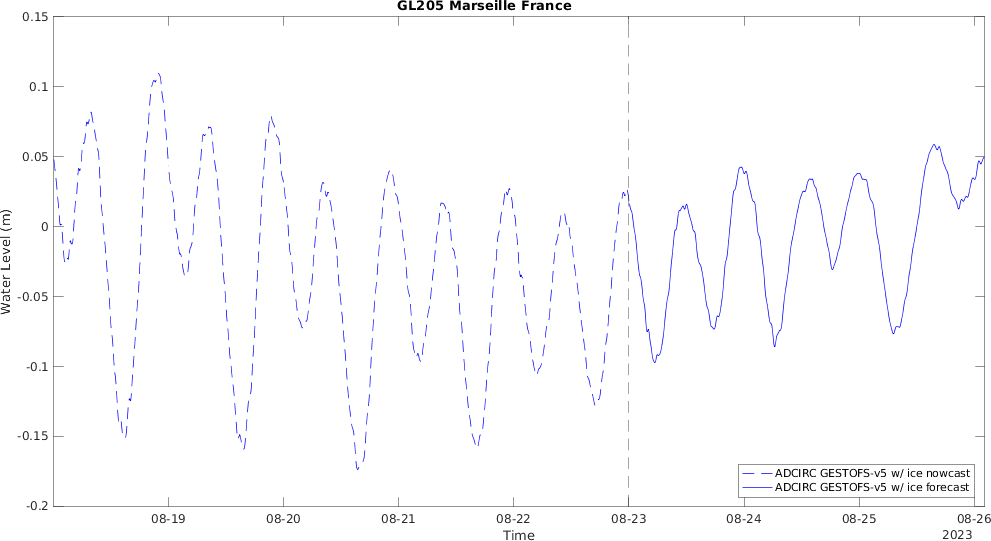 GL205 Marseille France
0.15
0.1
0.05
0
-0.05
-0.1
-0.15
-0.2
Water Level (m)
ADCIRC GESTOFS-v5 w/ ice nowcast
ADCIRC GESTOFS-v5 w/ ice forecast
08-19 08-20 08-21 08-22 08-23 08-24 08-25 08-26
Time 2023